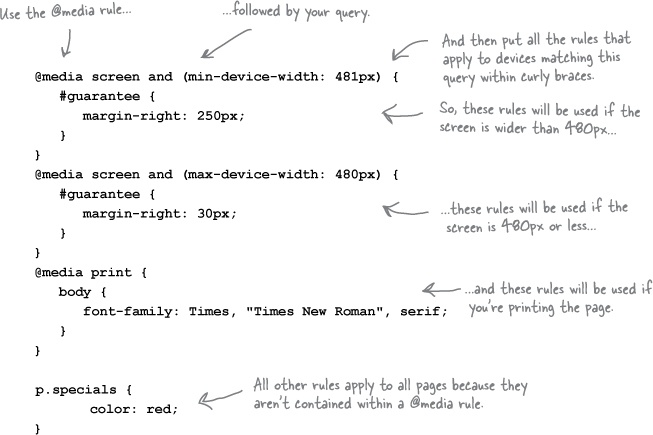 Use the @media rule...
...followed by your query.
And then put all the rules that
apply to devices matching this
query within curly braces.
@media screen and (min-device-width: 481px) {
#guarantee {
margin-right: 250px;
}
}
So, these rules will be used if the
screen is wider than 480px...
@media screen and (max-device-width: 480px) {
#guarantee {
margin-right: 30px;
}
}
...these rules will be used if the
screen is 480px or less...
@media print {
body {
font-family: Times, "Times New Roman", serif;
}
}
...and these rules will be used if
you're printing the page.
p.specials {
color: red;
}
All other rules apply to all pages because they
aren't contained within a @media rule.